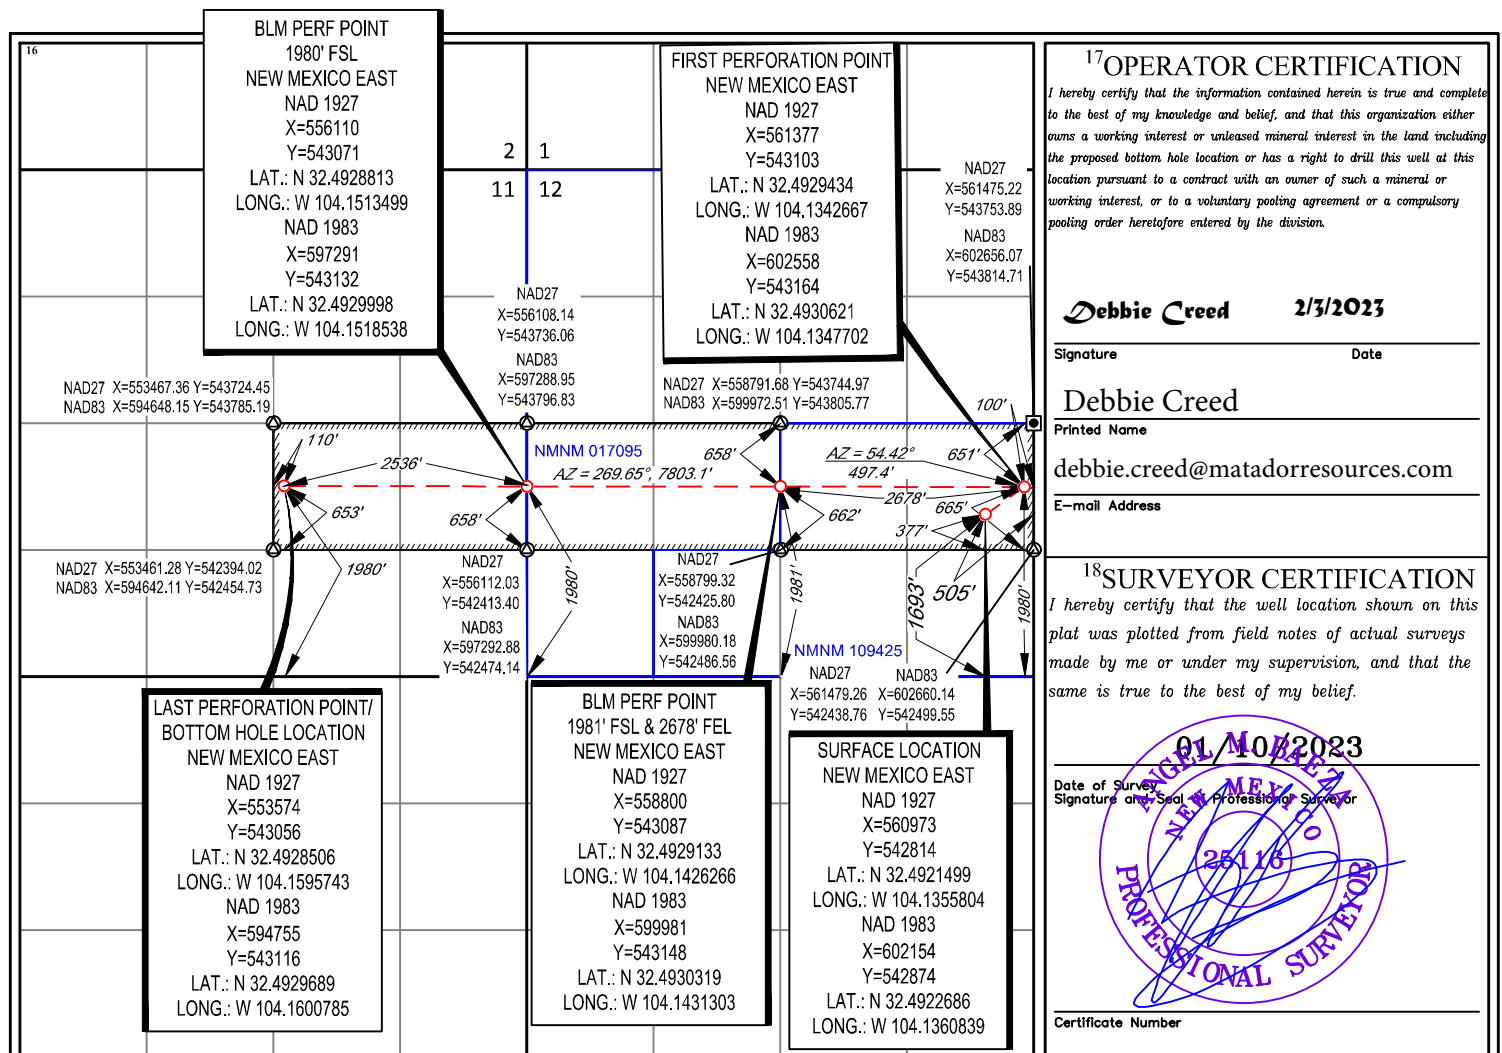 16
BLM PERF POINT
1980' FSL
NEW MEXICO EAST
NAD 1927
X=556110
Y=543071
LAT.: N 32.4928813
LONG.: W 104.1513499
NAD 1983
X=597291
Y=543132
LAT.: N 32.4929998
LONG.: W 104.1518538
FIRST PERFORATION POINT
NEW MEXICO EAST
NAD 1927
X=561377
Y=543103
LAT.: N 32.4929434
LONG.: W 104.1342667
NAD 1983
X=602558
Y=543164
LAT.: N 32.4930621
LONG.: W 104.1347702
2 1
11 12
NAD27
X=561475.22
Y=543753.89
NAD83
X=602656.07
Y=543814.71
NAD27
X=556108.14
Y=543736.06
NAD83
X=597288.95
Y=543796.83
NAD27 X=553467.36 Y=543724.45
NAD83 X=594648.15 Y=543785.19
NAD27 X=558791.68 Y=543744.97
NAD83 X=599972.51 Y=543805.77
100'
110'
2536'
NMNM 017095
AZ = 269.65°, 7803.1'
658'
AZ = 54.42°
497.4'
651'
2678'
653'
658'
662'
665'
377'
1980'
1980'
1981'
1693'
505'
1980'
NAD27 X=553461.28 Y=542394.02
NAD83 X=594642.11 Y=542454.73
NAD27
X=556112.03
Y=542413.40
NAD83
X=597292.88
Y=542474.14
NAD27
X=558799.32
Y=542425.80
NAD83
X=599980.18
Y=542486.56
NMNM 109425
NAD27 NAD83
X=561479.26 X=602660.14
Y=542438.76 Y=542499.55
LAST PERFORATION POINT/
BOTTOM HOLE LOCATION
NEW MEXICO EAST
NAD 1927
X=553574
Y=543056
LAT.: N 32.4928506
LONG.: W 104.1595743
NAD 1983
X=594755
Y=543116
LAT.: N 32.4929689
LONG.: W 104.1600785
BLM PERF POINT
1981' FSL & 2678' FEL
NEW MEXICO EAST
NAD 1927
X=558800
Y=543087
LAT.: N 32.4929133
LONG.: W 104.1426266
NAD 1983
X=599981
Y=543148
LAT.: N 32.4930319
LONG.: W 104.1431303
SURFACE LOCATION
NEW MEXICO EAST
NAD 1927
X=560973
Y=542814
LAT.: N 32.4921499
LONG.: W 104.1355804
NAD 1983
X=602154
Y=542874
LAT.: N 32.4922686
LONG.: W 104.1360839
17OPERATOR CERTIFICATION
I hereby certify that the information contained herein is true and complete
to the best of my knowledge and belief, and that this organization either
owns a working interest or unleased mineral interest in the land including
the proposed bottom hole location or has a right to drill this well at this
location pursuant to a contract with an owner of such a mineral or
working interest, or to a voluntary pooling agreement or a compulsory
pooling order heretofore entered by the division.
Debbie Creed 2/3/2023
Signature Date
Debbie Creed
Printed Name
debbie.creed@matadorresources.com
E-mail Address
18SURVEYOR CERTIFICATION
I hereby certify that the well location shown on this
plat was plotted from field notes of actual surveys
made by me or under my supervision, and that the
same is true to the best of my belief.
01/10/2023
Date of Survey
Signature and Seal of Professional Surveyor
ANGEL M. BAEZA
NEW MEXICO
25116
PROFESSIONAL SURVEYOR
Certificate Number